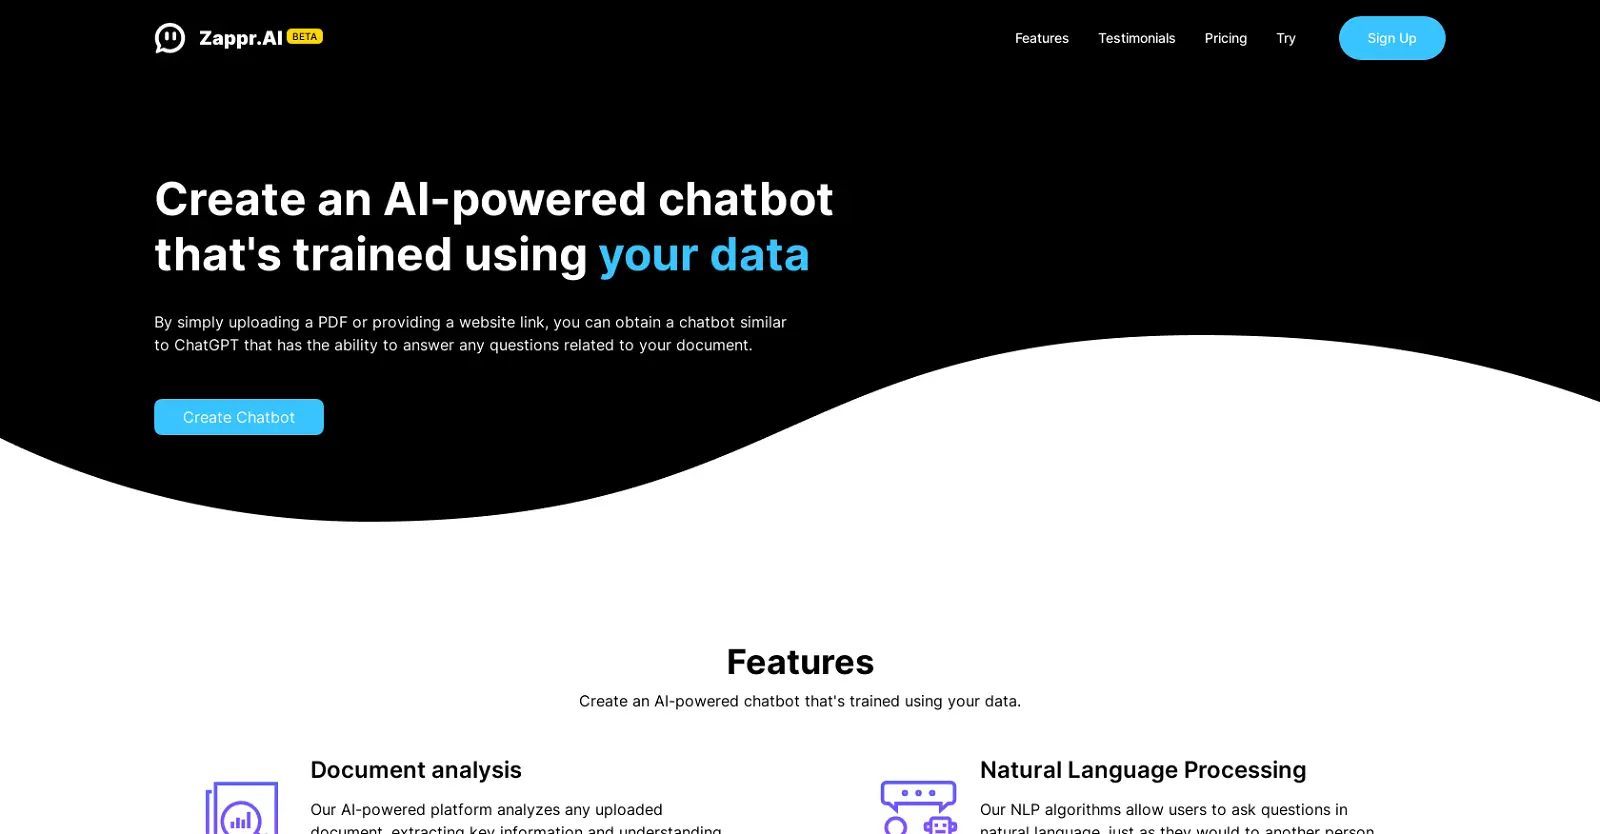 Zappr.AI BETA
Features Testimonials Pricing Try Sign Up
Create an AI-powered chatbot
that's trained using your data
By simply uploading a PDF or providing a website link, you can obtain a chatbot similar
to ChatGPT that has the ability to answer any questions related to your document.
Create Chatbot
Features
Create an AI-powered chatbot that's trained using your data.
Document analysis
Our AI-powered platform analyzes any uploaded
document, extracting key information and understanding
Natural Language Processing
Our NLP algorithms allow users to ask questions in
natural language, just as they would to another person